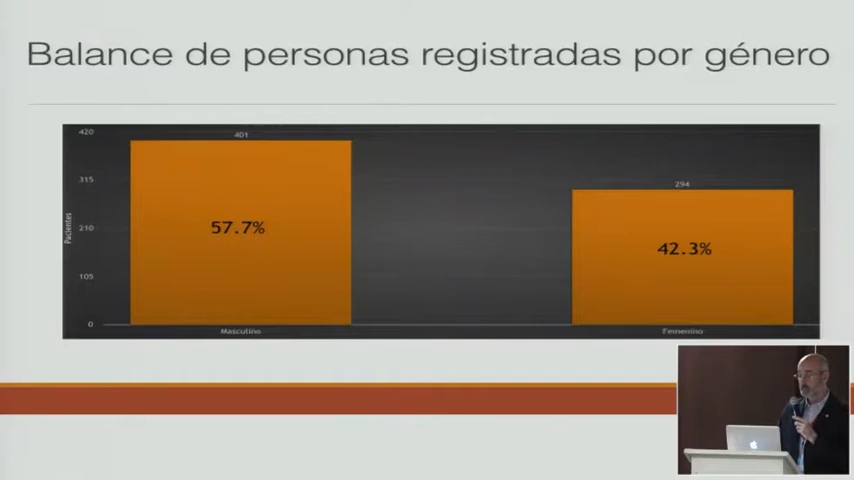 Balance de personas registradas por género
420
401
315
294
57.7%
Pacientes
210
42.3%
105
0
Masculino
Femenino